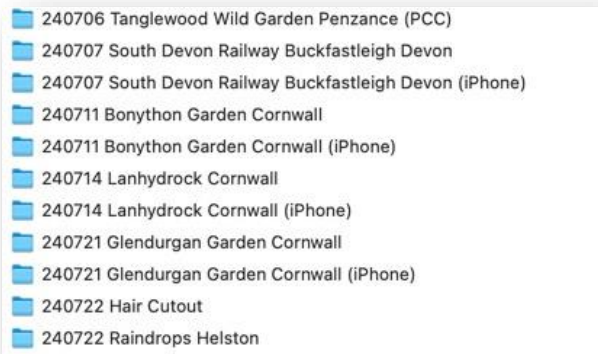 240706 Tanglewood Wild Garden Penzance (PCC)
240707 South Devon Railway Buckfastleigh Devon
240707 South Devon Railway Buckfastleigh Devon (iPhone)
240711 Bonython Garden Cornwall
240711 Bonython Garden Cornwall (iPhone)
240714 Lanhydrock Cornwall
240714 Lanhydrock Cornwall (iPhone)
240721 Glendurgan Garden Cornwall
240721 Glendurgan Garden Cornwall (iPhone)
240722 Hair Cutout
240722 Raindrops Helston